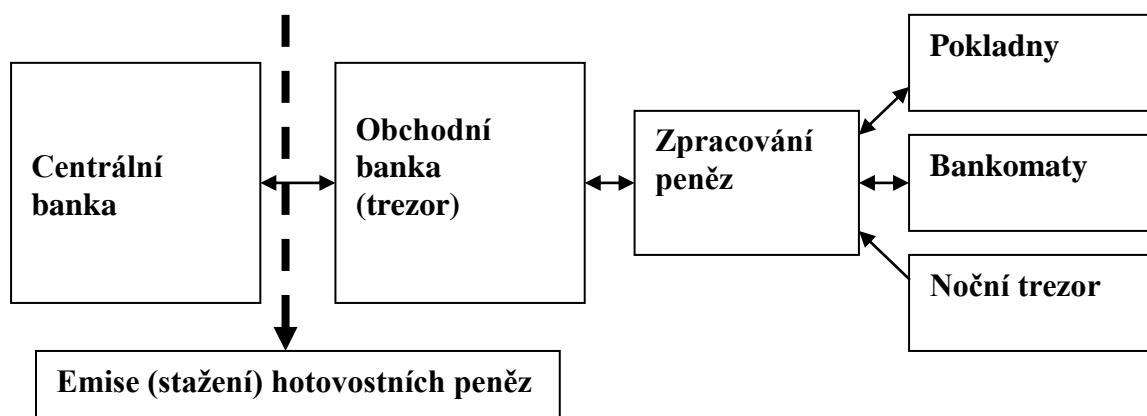 Centrální
banka
Obchodní
banka
(trezor)
Zpracování
peněz
Pokladny
Bankomaty
Noční trezor
Emise (stažení) hotovostních peněz